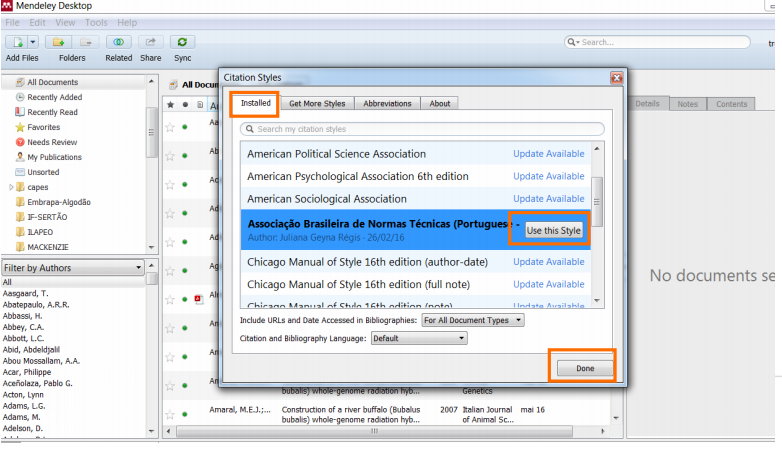 Mendeley Desktop
File Edit View Tools Help
Search...
Add Files Folders Related Share Sync
All Documents
Recently Added
Recently Read
Favorites
Needs Review
My Publications
Unsorted
capes
Embrapa-Algodão
IF-SERTÃO
ILAPEO
MACKENZIE
Filter by Authors
All
Aasgaard, T.
Abatepaulo, A.R.R.
Abbassi, H.
Abbey, C.A.
Abbott, L.C.
Abid, Abdeldjalil
Abou Mossallam, A.A.
Acar, Philippe
Aceñolaza, Pablo G.
Acton, Lynn
Adams, L.G.
Adams, M.
Adelson, D.
All Docum
Citation Styles
Installed Get More Styles Abbreviations About
Search my citation styles
American Political Science Association Update Available
American Psychological Association 6th edition Update Available
American Sociological Association Update Available
Associação Brasileira de Normas Técnicas (Portuguese - Use this Style
Author: Juliana Geyna Régis - 26/02/16
Chicago Manual of Style 16th edition (author-date) Update Available
Chicago Manual of Style 16th edition (full note) Update Available
Chicago Manual of Style 16th edition (note) Update Available
Include URLs and Date Accessed in Bibliographies: For All Document Types
Citation and Bibliography Language: Default
Done
bubalis) whole-genome radiation hyb... Genetics
Amaral, M.E.J.;... Construction of a river buffalo (Bubalus 2007 Italian Journal mai 16
bubalis) whole-genome radiation hyb... of Animal Sc...
Details Notes Contents
No documents se